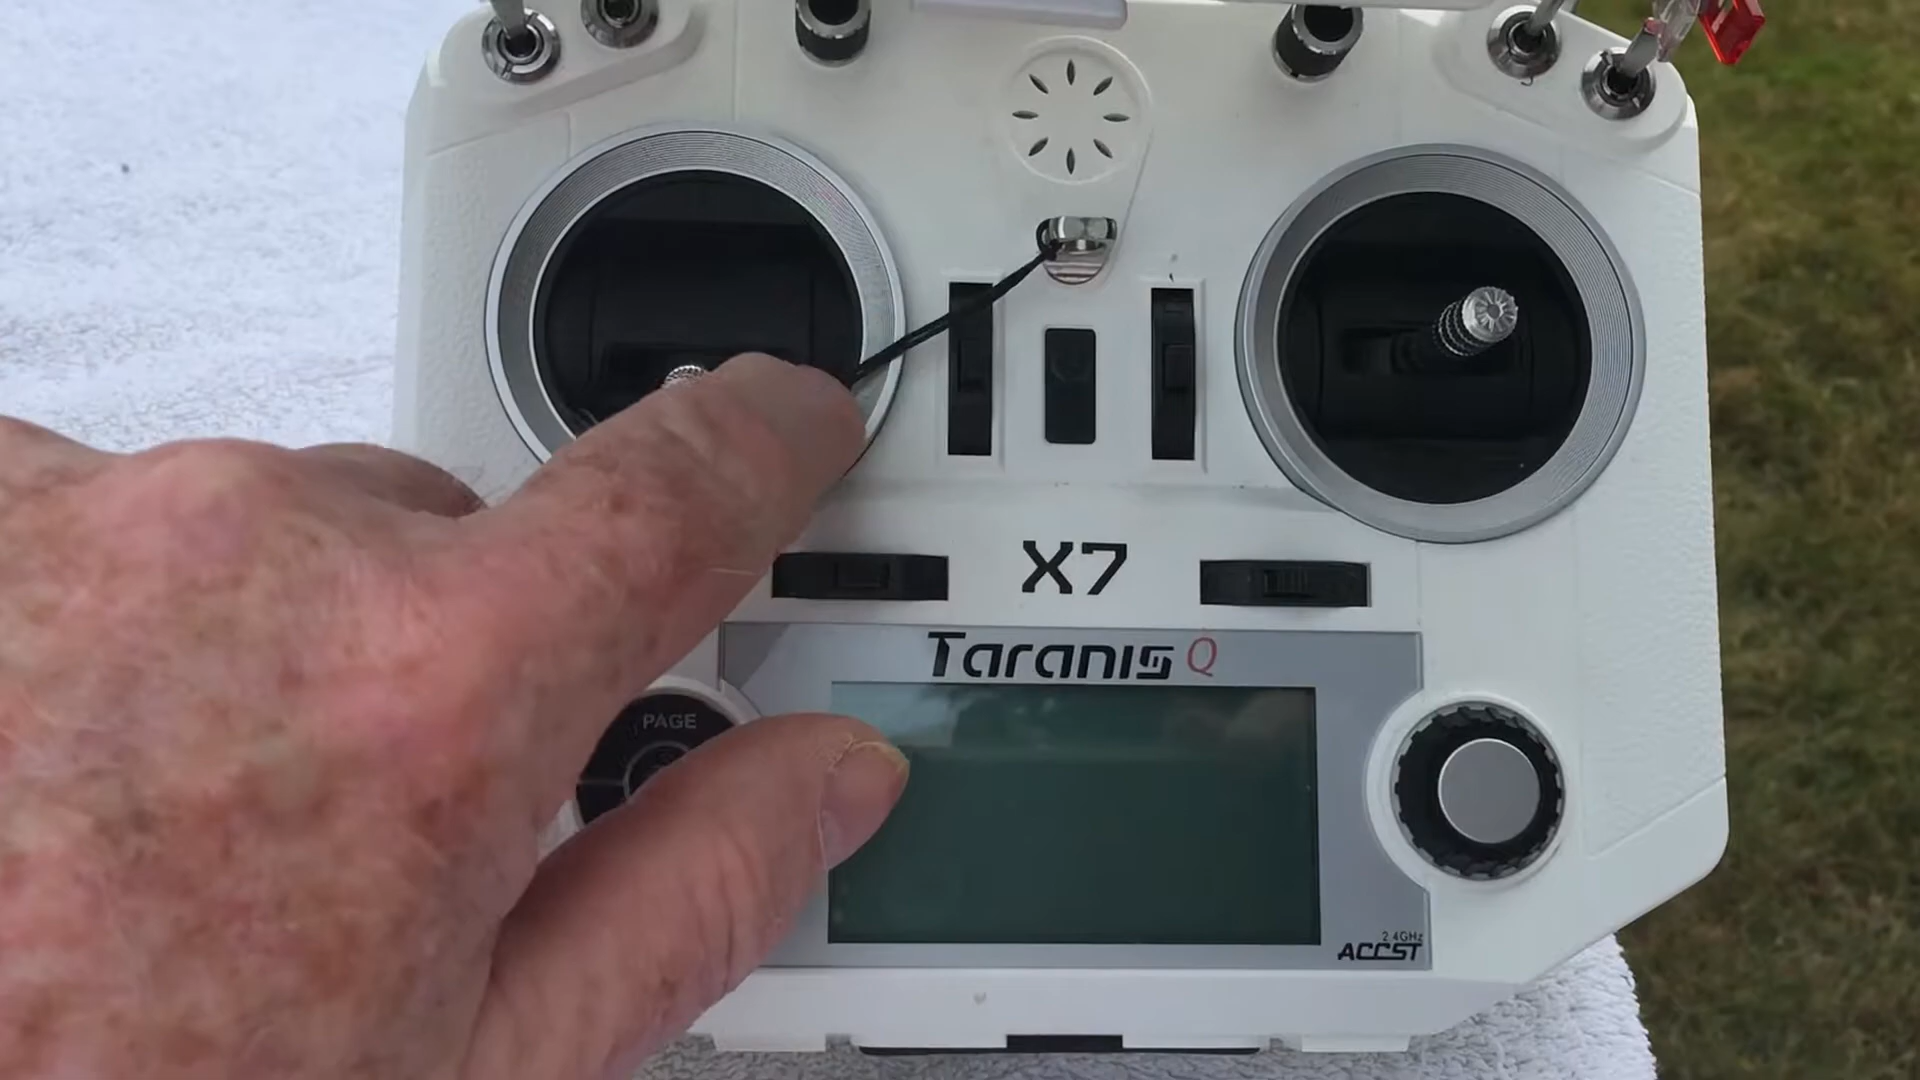 X7
Taranis Q
PAGE
2.4GHz
ACCST